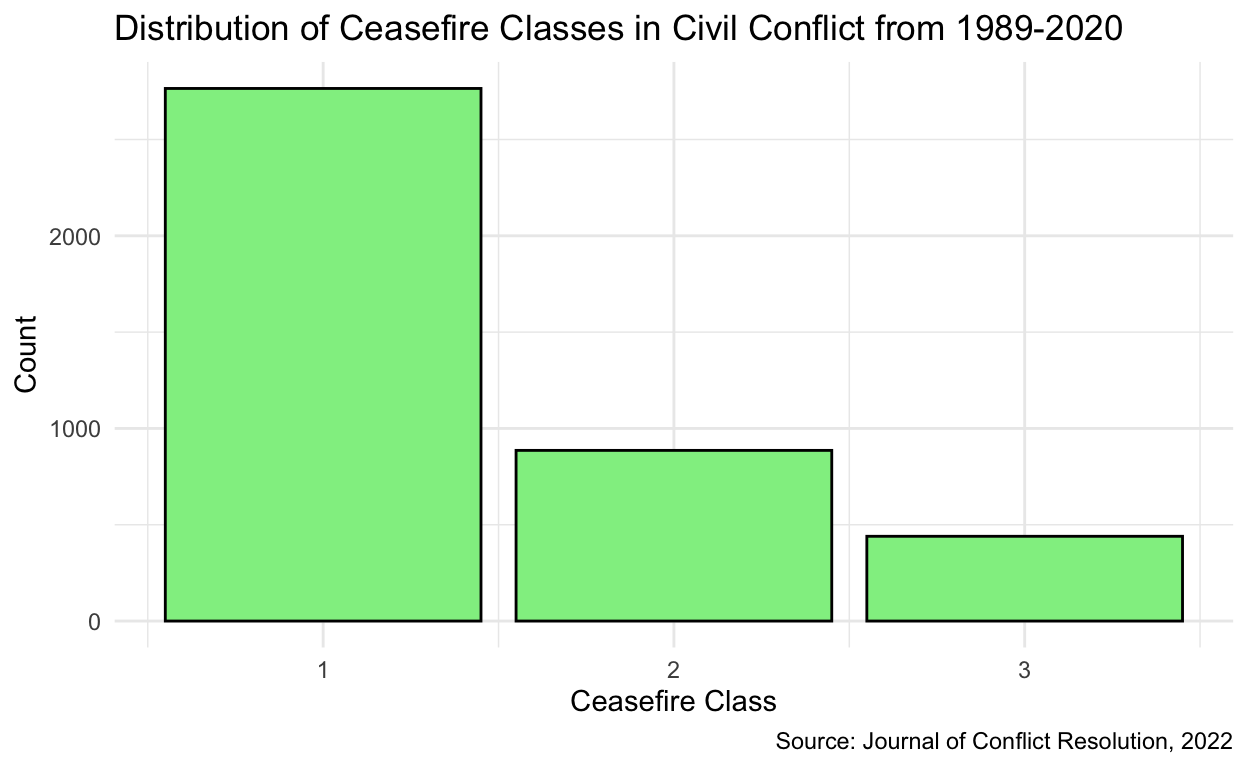 Distribution of Ceasefire Classes in Civil Conflict from 1989-2020
2000
1000
0
Count
1 2 3
Ceasefire Class
Source: Journal of Conflict Resolution, 2022